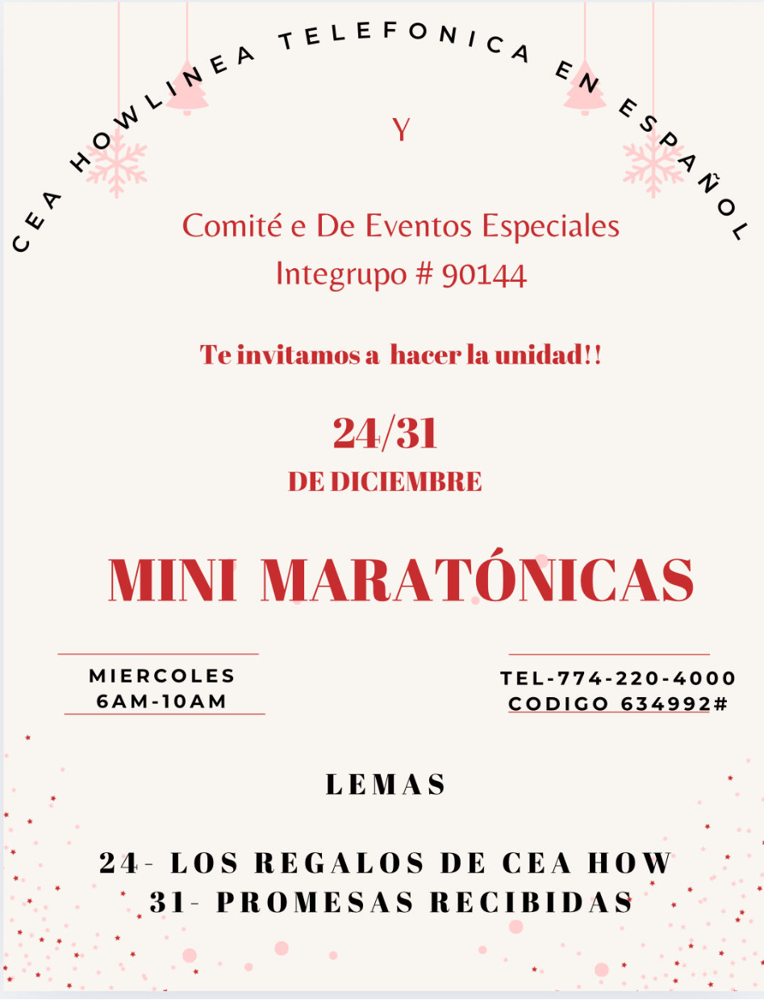 CEA HOWLINEA TELEFONICA EN ESPAÑOL
Y
Comité e De Eventos Especiales
Integrupo # 90144
Te invitamos a hacer la unidad!!
24/31
DE DICIEMBRE
MINI MARATÓNICAS
MIERCOLES
6AM-10AM
TEL-774-220-4000
CODIGO 634992#
LEMAS
24- LOS REGALOS DE CEA HOW
31- PROMESAS RECIBIDAS